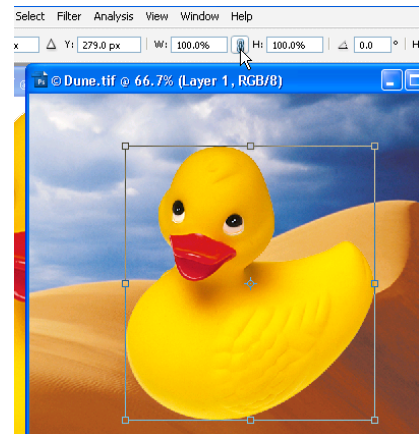 Select Filter Analysis View Window Help
x Δ Y: 279.0 px W: 100.0% H: 100.0% 0.0 ° H
© Dune.tif @ 66.7% (Layer 1, RGB/8)